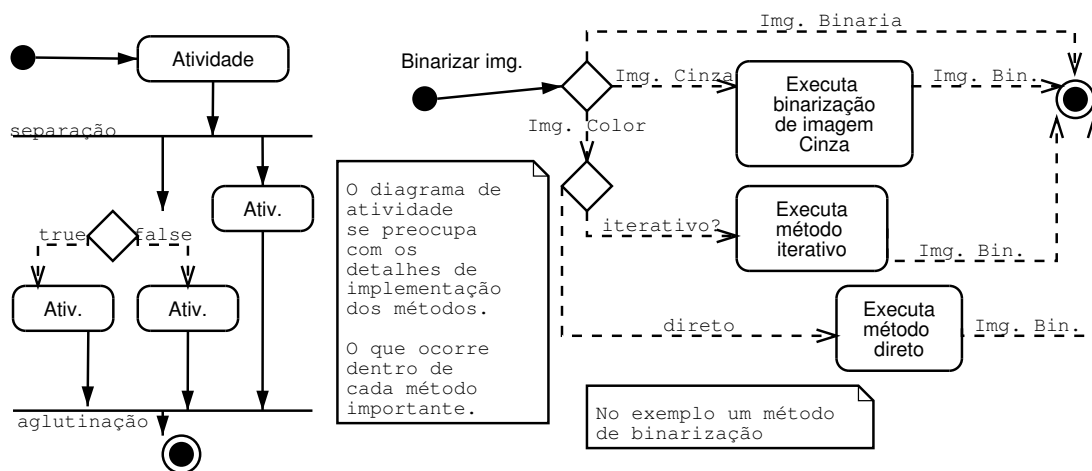 Atividade
separação
Ativ.
true
false
Ativ.
Ativ.
aglutinação
Binarizar img.
Img. Binaria
Img. Cinza
Executa
binarização
de imagem
Cinza
Img. Bin.
Img. Color
O diagrama de
atividade
se preocupa
com os
detalhes de
implementação
dos métodos.
O que ocorre
dentro de
cada método
importante.
iterativo?
Executa
método
iterativo
Img. Bin.
direto
Executa
método
direto
Img. Bin.
No exemplo um método
de binarização